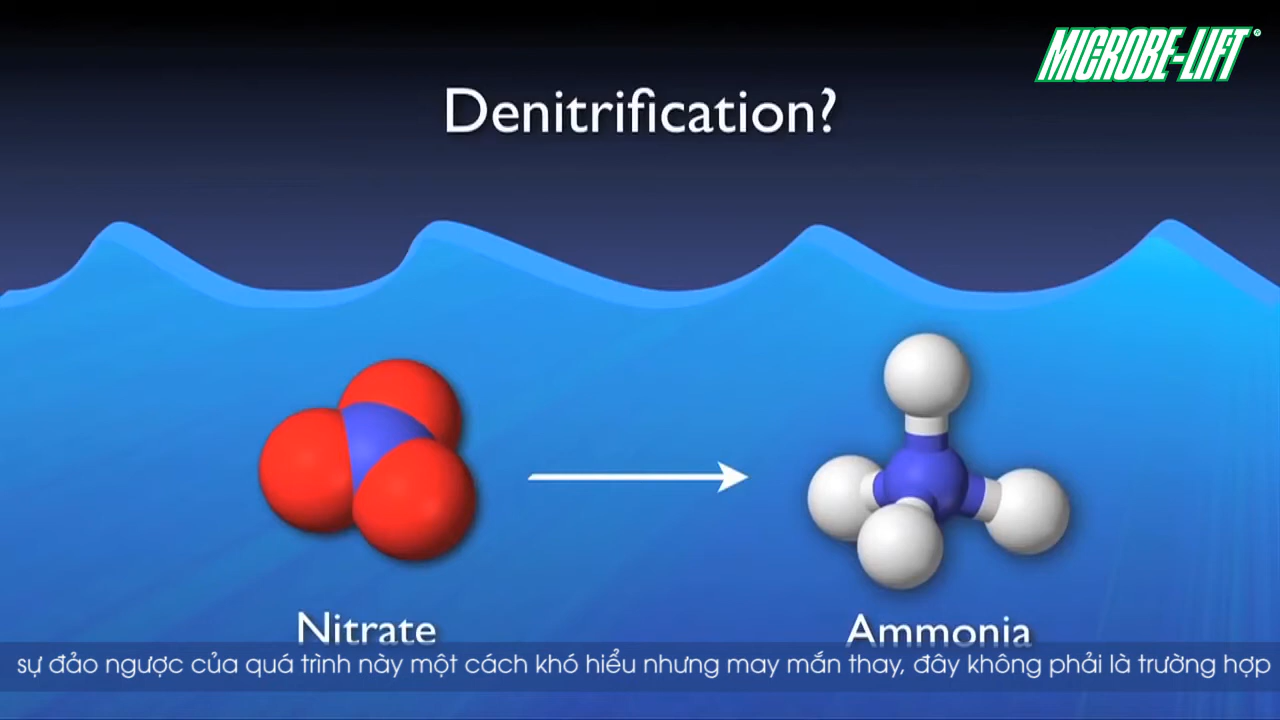 MICROBE-LIFT®
Denitrification?
Nitrate
Ammonia
sự đảo ngược của quá trình này một cách khó hiểu nhưng may mắn thay, đây không phải là trường hợp